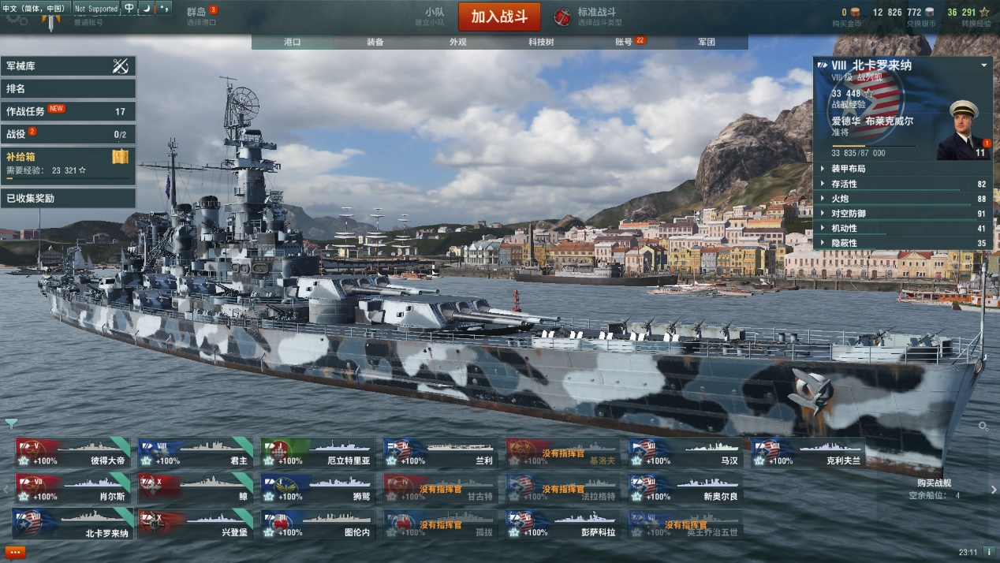 中文（简体，中国）
Not Supported
中
普通账号
群岛 3
选择港口
小队
建立小队
加入战斗
标准战斗
选择战斗类型
0
购买金币
12 826 772
兑换银币
36 291
转换经验
港口
装备
外观
科技树
账号 22
军团
军械库
排名
作战任务 NEW 17
战役 2 0/2
补给箱
需要经验： 23 321
已收集奖励
VIII 北卡罗来纳
VIII 级 战列舰
33 448
战舰经验
爱德华 布莱克威尔
准将
33 835/87 000
1
11
装甲布局
存活性 82
火炮 88
对空防御 91
机动性 41
隐蔽性 35
V +100% 彼得大帝
VIII +100% 君主
I +100% 厄立特里亚
IV +100% 兰利
V +100% 没有指挥官 基洛夫
VII +100% 马汉
VIII +100% 克利夫兰
VII +100% 肖尔斯
X 鲸
VII +100% 狮鹫
IV +100% 没有指挥官 甘古特
+100% 没有指挥官 法拉格特
VII +100% 新奥尔良
VIII 北卡罗来纳
X 兴登堡
III +100% 图伦内
+100% 没有指挥官 孤拔
VI +100% 彭萨科拉
VII +100% 没有指挥官 英王乔治五世
购买战舰
空余船位： 4
23:11